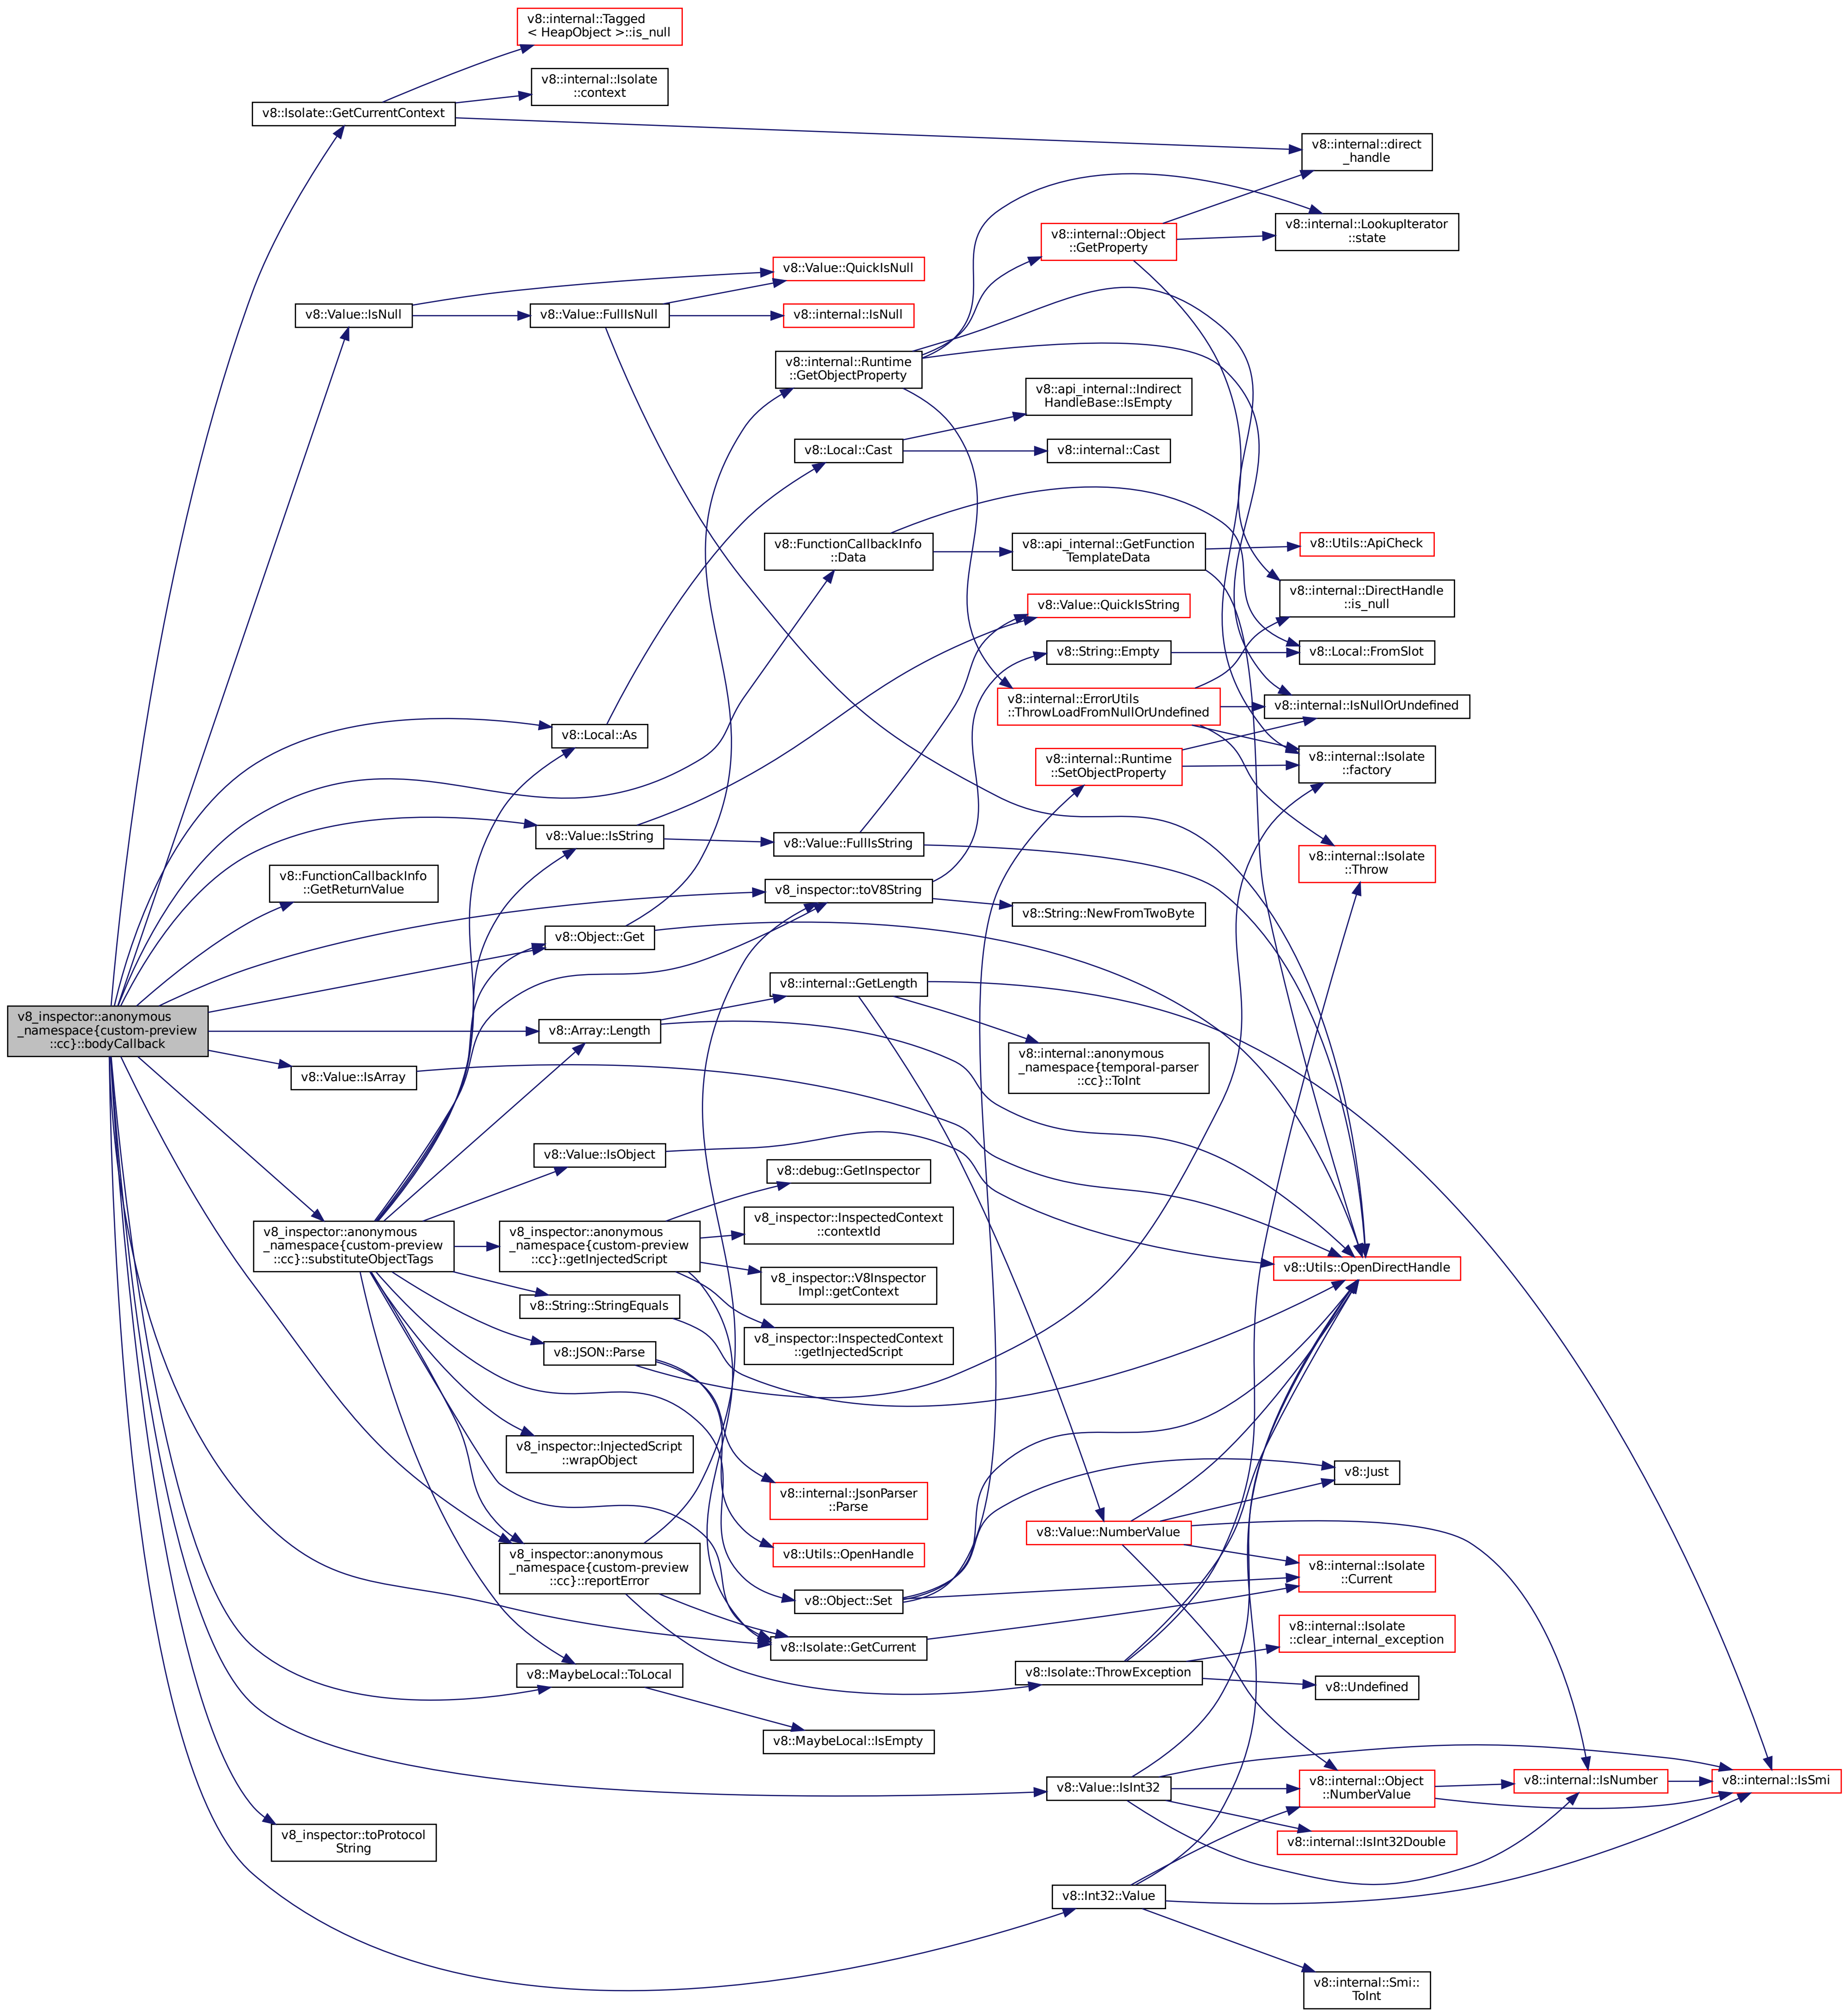 v8::internal::Tagged
< HeapObject >::is_null
v8::internal::Isolate
::context
v8::Isolate::GetCurrentContext
v8::internal::direct
_handle
v8::internal::LookupIterator
::state
v8::internal::Object
::GetProperty
v8::Value::QuickIsNull
v8::Value::IsNull
v8::Value::FullIsNull
v8::internal::IsNull
v8::internal::Runtime
::GetObjectProperty
v8::api_internal::Indirect
HandleBase::IsEmpty
v8::Local::Cast
v8::internal::Cast
v8::FunctionCallbackInfo
::Data
v8::api_internal::GetFunction
TemplateData
v8::Utils::ApiCheck
v8::internal::DirectHandle
::is_null
v8::Value::QuickIsString
v8::String::Empty
v8::Local::FromSlot
v8::internal::ErrorUtils
::ThrowLoadFromNullOrUndefined
v8::internal::IsNullOrUndefined
v8::Local::As
v8::internal::Runtime
::SetObjectProperty
v8::internal::Isolate
::factory
v8::Value::IsString
v8::Value::FullIsString
v8::internal::Isolate
::Throw
v8::FunctionCallbackInfo
::GetReturnValue
v8_inspector::toV8String
v8::String::NewFromTwoByte
v8::Object::Get
v8::internal::GetLength
v8_inspector::anonymous
_namespace{custom-preview
::cc}::bodyCallback
v8::Array::Length
v8::internal::anonymous
_namespace{temporal-parser
::cc}::ToInt
v8::Value::IsArray
v8::Value::IsObject
v8::debug::GetInspector
v8_inspector::anonymous
_namespace{custom-preview
::cc}::substituteObjectTags
v8_inspector::anonymous
_namespace{custom-preview
::cc}::getInjectedScript
v8_inspector::InspectedContext
::contextId
v8::Utils::OpenDirectHandle
v8_inspector::V8Inspector
Impl::getContext
v8::String::StringEquals
v8_inspector::InspectedContext
::getInjectedScript
v8::JSON::Parse
v8_inspector::InjectedScript
::wrapObject
v8::internal::JsonParser
::Parse
v8::Just
v8::Value::NumberValue
v8::Utils::OpenHandle
v8_inspector::anonymous
_namespace{custom-preview
::cc}::reportError
v8::internal::Isolate
::Current
v8::Object::Set
v8::Isolate::GetCurrent
v8::internal::Isolate
::clear_internal_exception
v8::MaybeLocal::ToLocal
v8::Isolate::ThrowException
v8::Undefined
v8::MaybeLocal::IsEmpty
v8::Value::IsInt32
v8::internal::Object
::NumberValue
v8::internal::IsNumber
v8::internal::IsSmi
v8_inspector::toProtocol
String
v8::internal::IsInt32Double
v8::Int32::Value
v8::internal::Smi::
ToInt